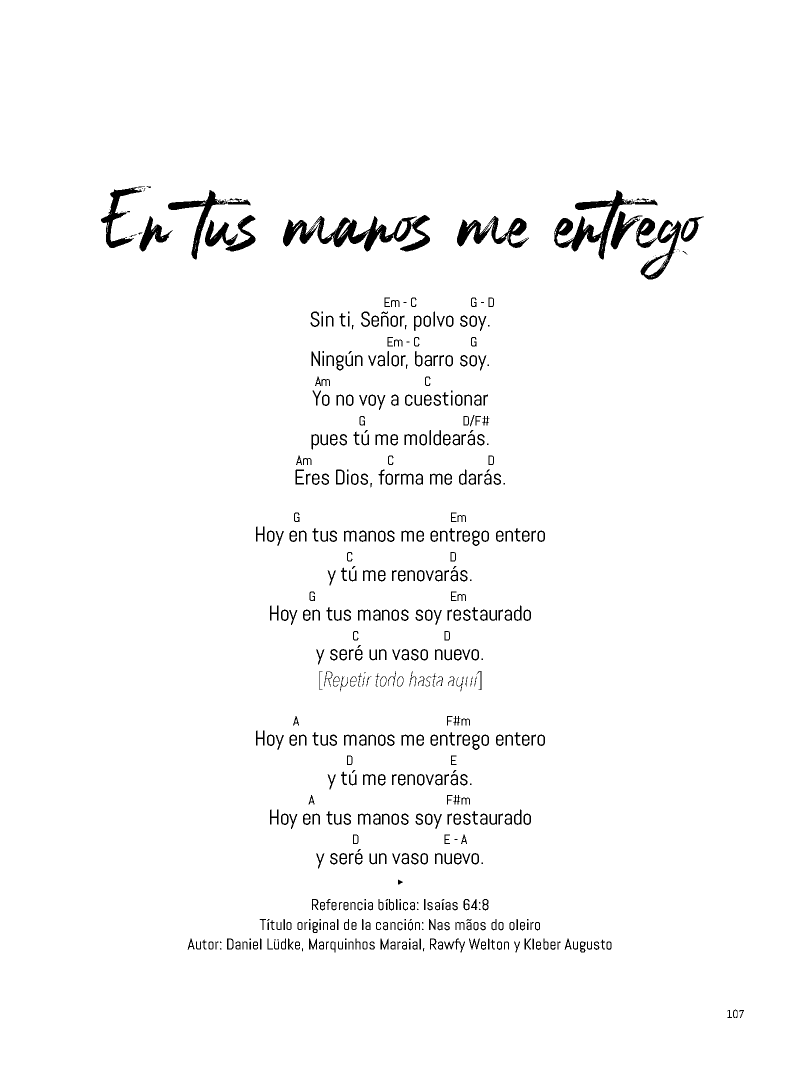 En tus manos me entrego
Em - C G - D
Sin ti, Señor, polvo soy.
Em - C G
Ningún valor, barro soy.
Am C
Yo no voy a cuestionar
G D/F#
pues tú me moldearás.
Am C D
Eres Dios, forma me darás.
G Em
Hoy en tus manos me entrego entero
C D
y tú me renovarás.
G Em
Hoy en tus manos soy restaurado
C D
y seré un vaso nuevo.
[Repetir todo hasta aquí]
A F#m
Hoy en tus manos me entrego entero
D E
y tú me renovarás.
A F#m
Hoy en tus manos soy restaurado
D E - A
y seré un vaso nuevo.
Referencia bíblica: Isaías 64:8
Título original de la canción: Nas mãos do oleiro
Autor: Daniel Lüdke, Marquinhos Maraial, Rawfy Welton y Kleber Augusto
107